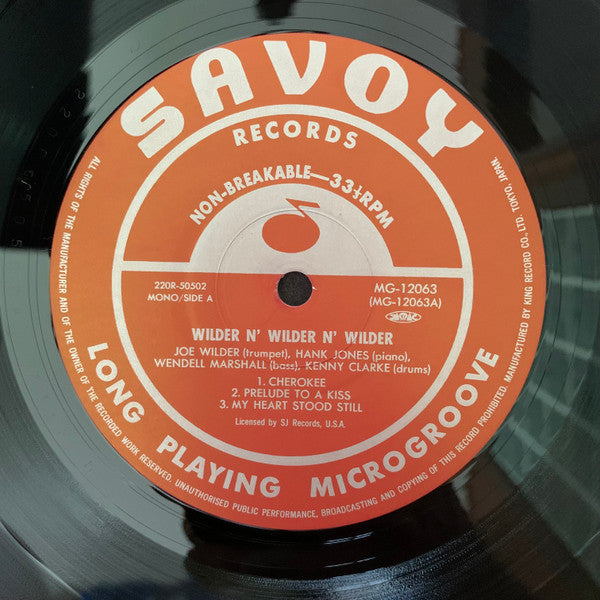 SAVOY
RECORDS
NON-BREAKABLE—33⅓RPM
220R-50502
MONO/SIDE A
MG-12063
(MG-12063A)
WILDER N' WILDER N' WILDER
JOE WILDER (trumpet), HANK JONES (piano),
WENDELL MARSHALL (bass), KENNY CLARKE (drums)
1. CHEROKEE
2. PRELUDE TO A KISS
3. MY HEART STOOD STILL
Licensed by SJ Records, U.S.A.
LONG PLAYING MICROGROOVE
ALL RIGHTS OF THE MANUFACTURER AND OF THE OWNER OF THE RECORDED WORK RESERVED. UNAUTHORISED PUBLIC PERFORMANCE, BROADCASTING AND COPYING OF THIS RECORD PROHIBITED. MANUFACTURED BY KING RECORD CO., LTD. TOKYO, JAPAN.